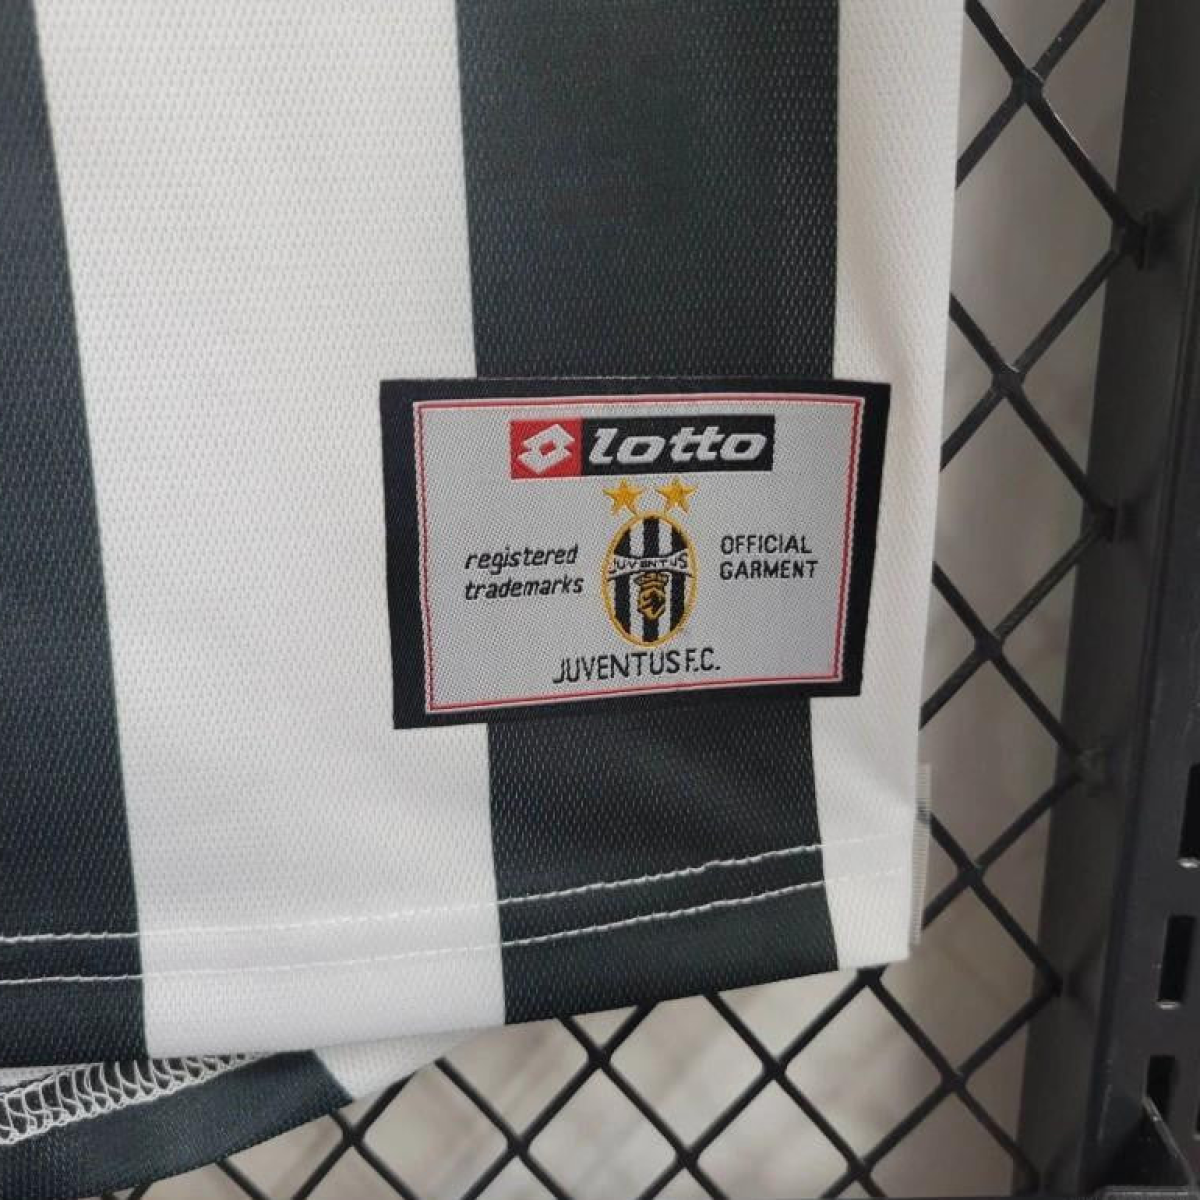 lotto
registered
trademarks
JUVENTUS
OFFICIAL
GARMENT
JUVENTUS F.C.